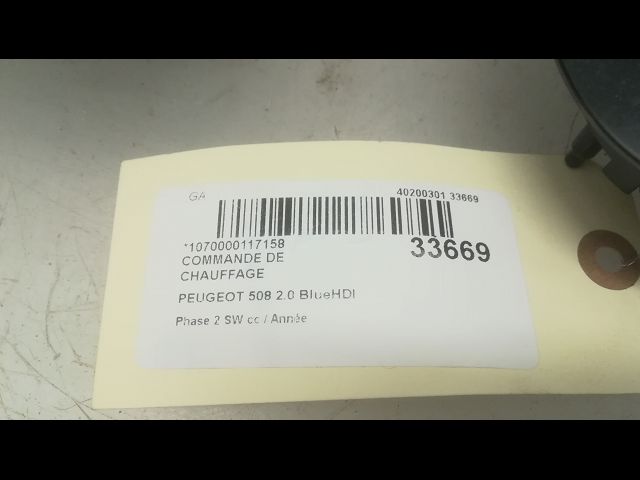 GA
40200301 33669
*1070000117158
33669
COMMANDE DE
CHAUFFAGE
PEUGEOT 508 2.0 BlueHDI
Phase 2 SW cc / Année